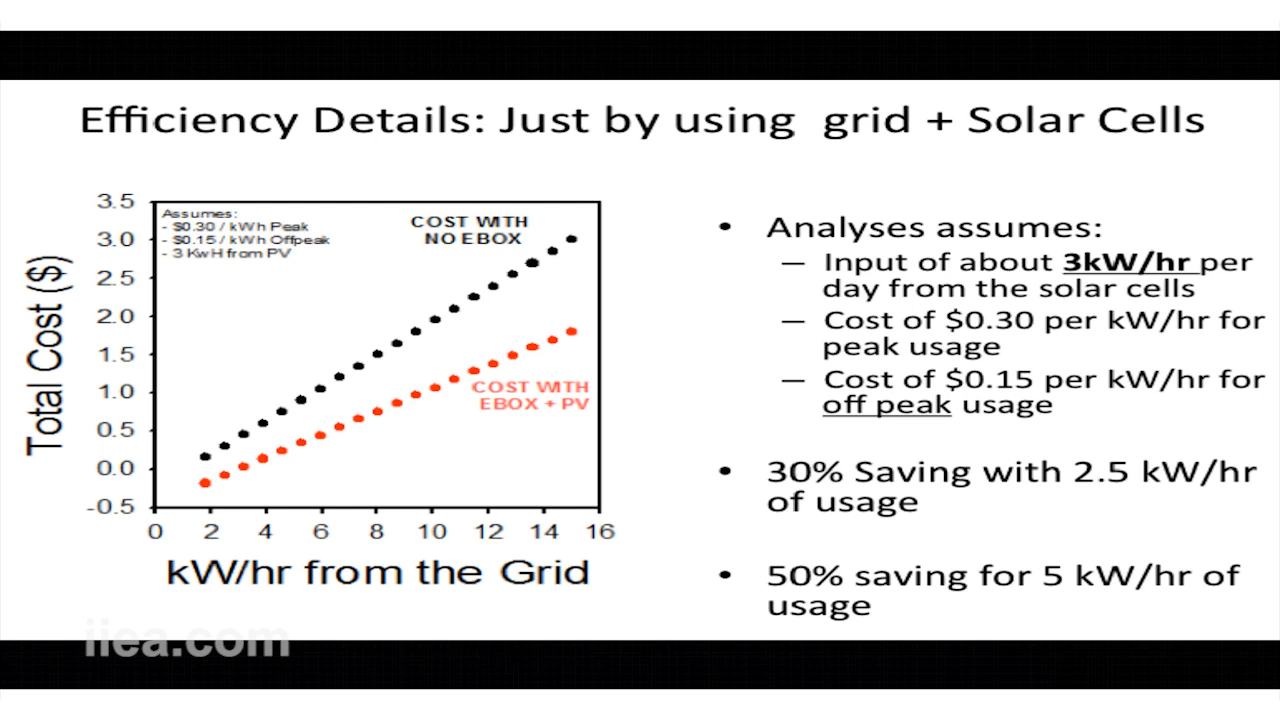 Efficiency Details: Just by using grid + Solar Cells
3.5
3.0
2.5
2.0
1.5
1.0
0.5
0.0
-0.5
Total Cost ($)
Assumes:
- $0.30 / kWh Peak
- $0.15 / kWh Offpeak
- 3 KwH from PV
COST WITH
NO EBOX
COST WITH
EBOX + PV
0 2 4 6 8 10 12 14 16
kW/hr from the Grid
• Analyses assumes:
– Input of about 3kW/hr per
day from the solar cells
– Cost of $0.30 per kW/hr for
peak usage
– Cost of $0.15 per kW/hr for
off peak usage
• 30% Saving with 2.5 kW/hr
of usage
• 50% saving for 5 kW/hr of
usage
iiea.com